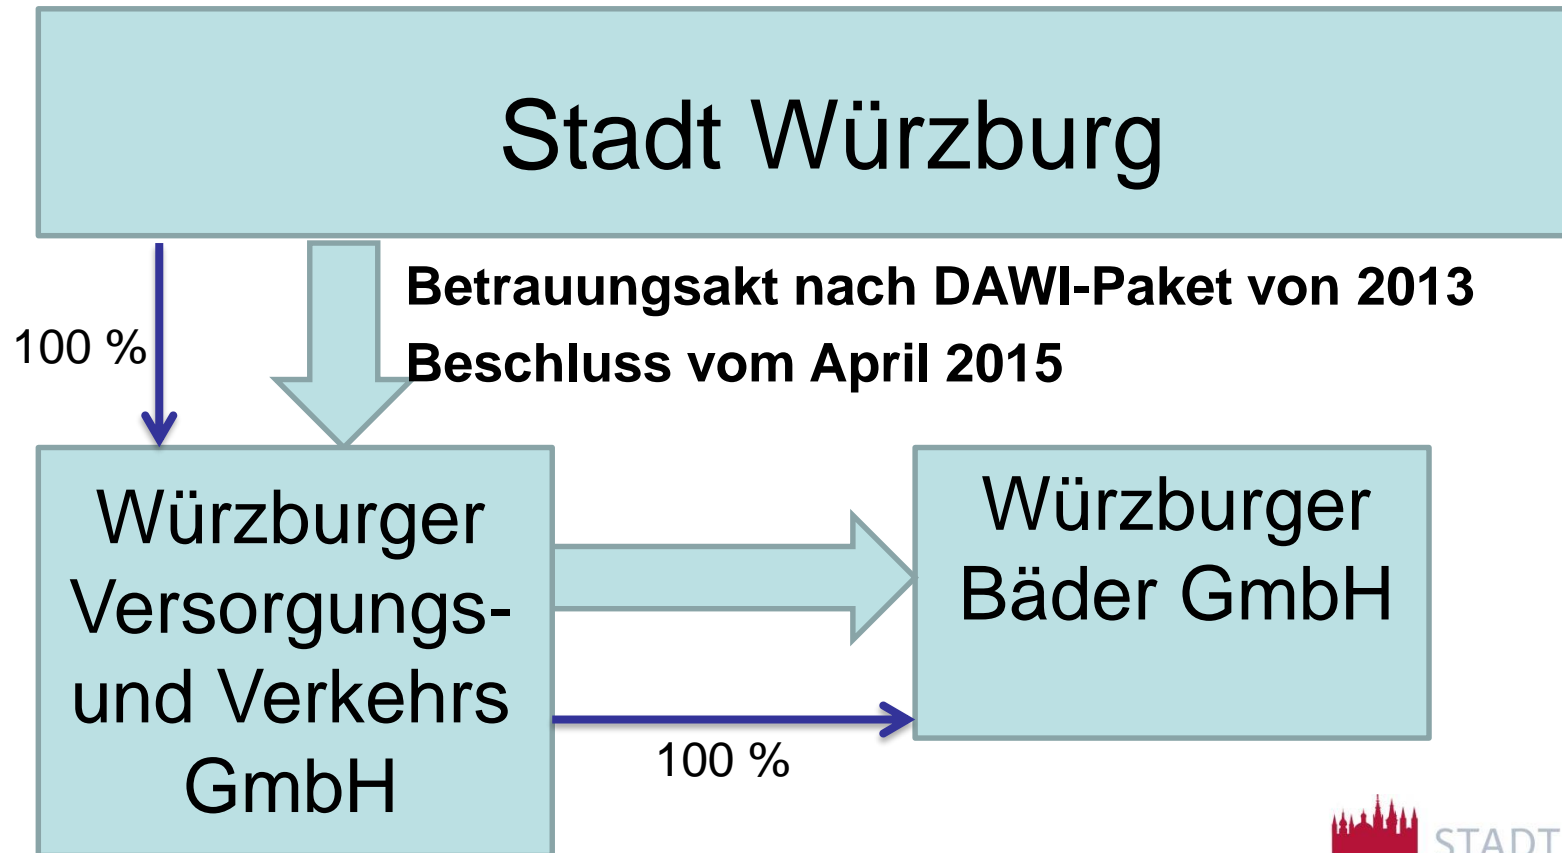 Stadt Würzburg
Betrauungsakt nach DAWI-Paket von 2013
100 %
Beschluss vom April 2015
Würzburger
Versorgungs-
und Verkehrs
GmbH
Würzburger
Bäder GmbH
100 %
STADT